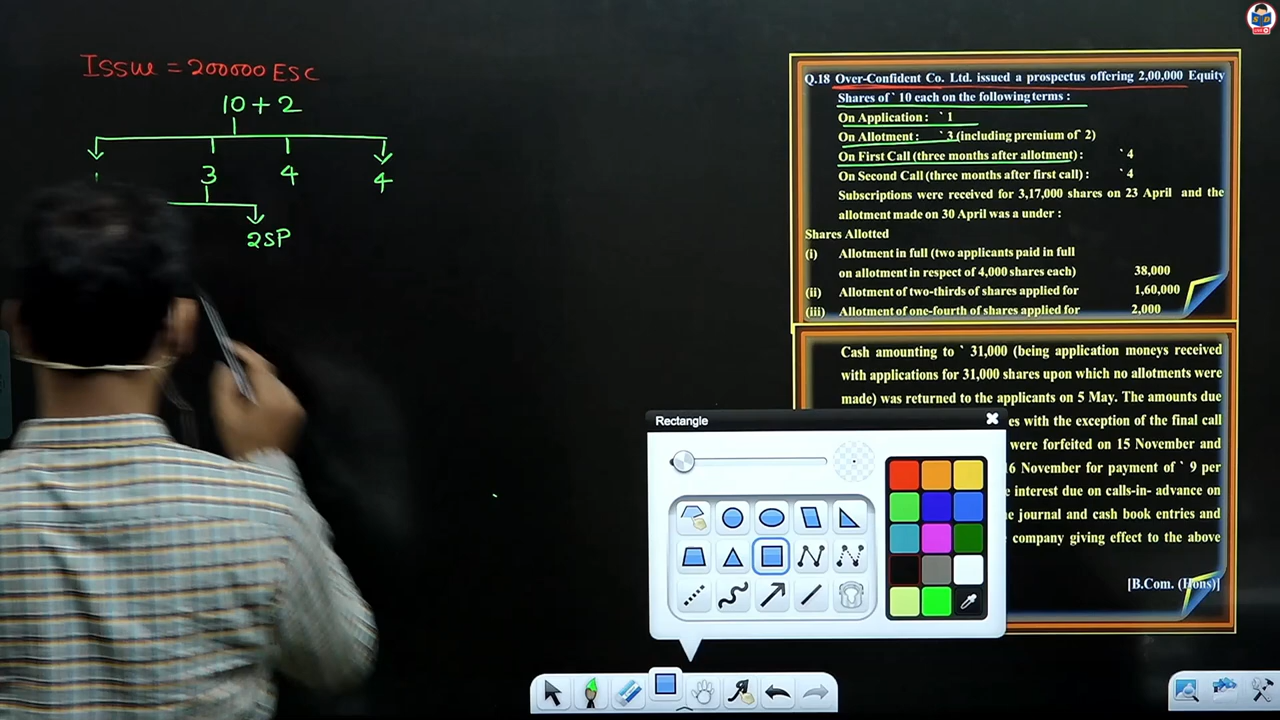 Issue = 200000 ESC
10 + 2
3 4 4
2SP
Q.18 Over-Confident Co. Ltd. issued a prospectus offering 2,00,000 Equity
Shares of ` 10 each on the following terms :
On Application : ` 1
On Allotment : ` 3 (including premium of ` 2)
On First Call (three months after allotment) : ` 4
On Second Call (three months after first call) : ` 4
Subscriptions were received for 3,17,000 shares on 23 April and the
allotment made on 30 April was a under :
Shares Allotted
(i) Allotment in full (two applicants paid in full
on allotment in respect of 4,000 shares each) 38,000
(ii) Allotment of two-thirds of shares applied for 1,60,000
(iii) Allotment of one-fourth of shares applied for 2,000
Cash amounting to ` 31,000 (being application moneys received
with applications for 31,000 shares upon which no allotments were
made) was returned to the applicants on 5 May. The amounts due
es with the exception of the final call
were forfeited on 15 November and
6 November for payment of ` 9 per
e interest due on calls-in- advance on
e journal and cash book entries and
company giving effect to the above
[B.Com. (Hons)]
Rectangle
S D